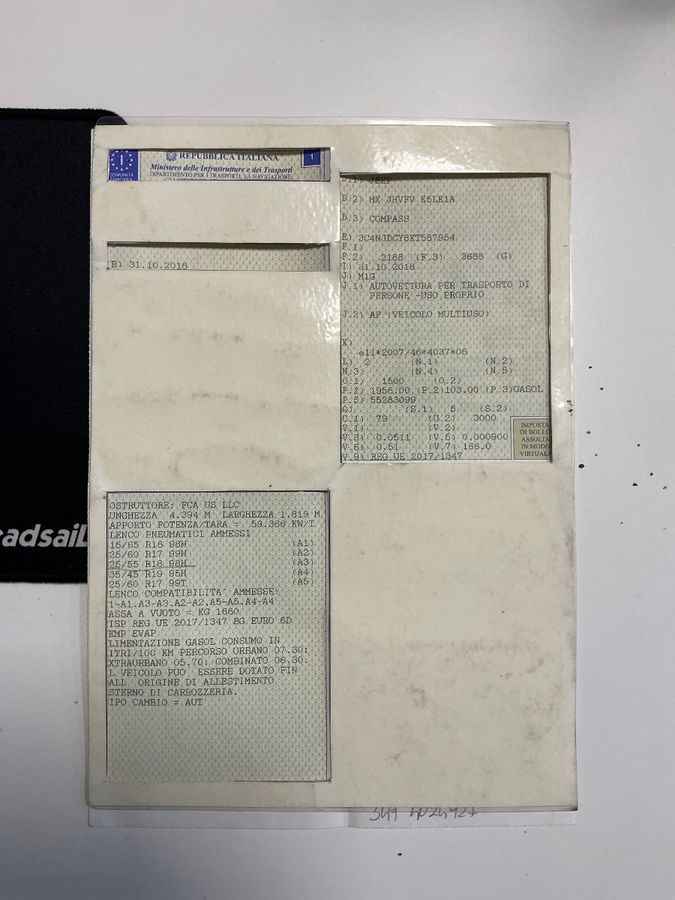 REPUBBLICA ITALIANA
1
Ministero delle Infrastrutture e dei Trasporti
DIPARTIMENTO PER I TRASPORTI, LA NAVIGAZIONE,
COMUNITÀ
(B) 31.10.2018
D.1) JEEP
D.2) MX JHVFV K5LE1A
D.3) COMPASS
E) 3C4NJDCY8KT587954
F.1)
F.2) 2188 (F.3) 3688 (G)
I) 31.10.2018
J) M1G
J.1) AUTOVETTURA PER TRASPORTO DI
PERSONE -USO PROPRIO
J.2) AF (VEICOLO MULTIUSO)
K)
e11*2007/46*4037*06
L) 2 (N.1) (N.2)
N.3) (N.4) (N.5)
O.1) 1500 (O.2)
P.1) 1956.00 (P.2)103.00 (P.3)GASOL
P.5) 55283099
Q) (S.1) 5 (S.2)
U.1) 79 (U.2) 3000
V.1) (V.2)
V.3) 0.0511 (V.5) 0.000900
V.6) 0.51 (V.7) 166.0
V.9) REG UE 2017/1347
IMPOSTA
DI BOLLO
ASSOLTA
IN MODO
VIRTUALE
OSTRUTTORE: FCA US LLC
UNGHEZZA 4.394 M LARGHEZZA 1.819 M
APPORTO POTENZA/TARA = 59.366 KW/T
LENCO PNEUMATICI AMMESSI
15/65 R16 98H (A1)
25/60 R17 99H (A2)
25/55 R18 98H (A3)
35/45 R19 95H (A4)
25/60 R17 99T (A5)
LENCO COMPATIBILITA' AMMESSE:
1-A1.A3-A3.A2-A2.A5-A5.A4-A4
ASSA A VUOTO = KG 1660
ISP REG UE 2017/1347 BG EURO 6D
EMP EVAP
LIMENTAZIONE GASOL CONSUMO IN
ITRI/100 KM PERCORSO URBANO 07.30:
XTRAURBANO 05.70: COMBINATO 06.30.
L VEICOLO PUO' ESSERE DOTATO FIN
ALL' ORIGINE DI ALLESTIMENTO
STERNO DI CARROZZERIA.
IPO CAMBIO = AUT
adsail